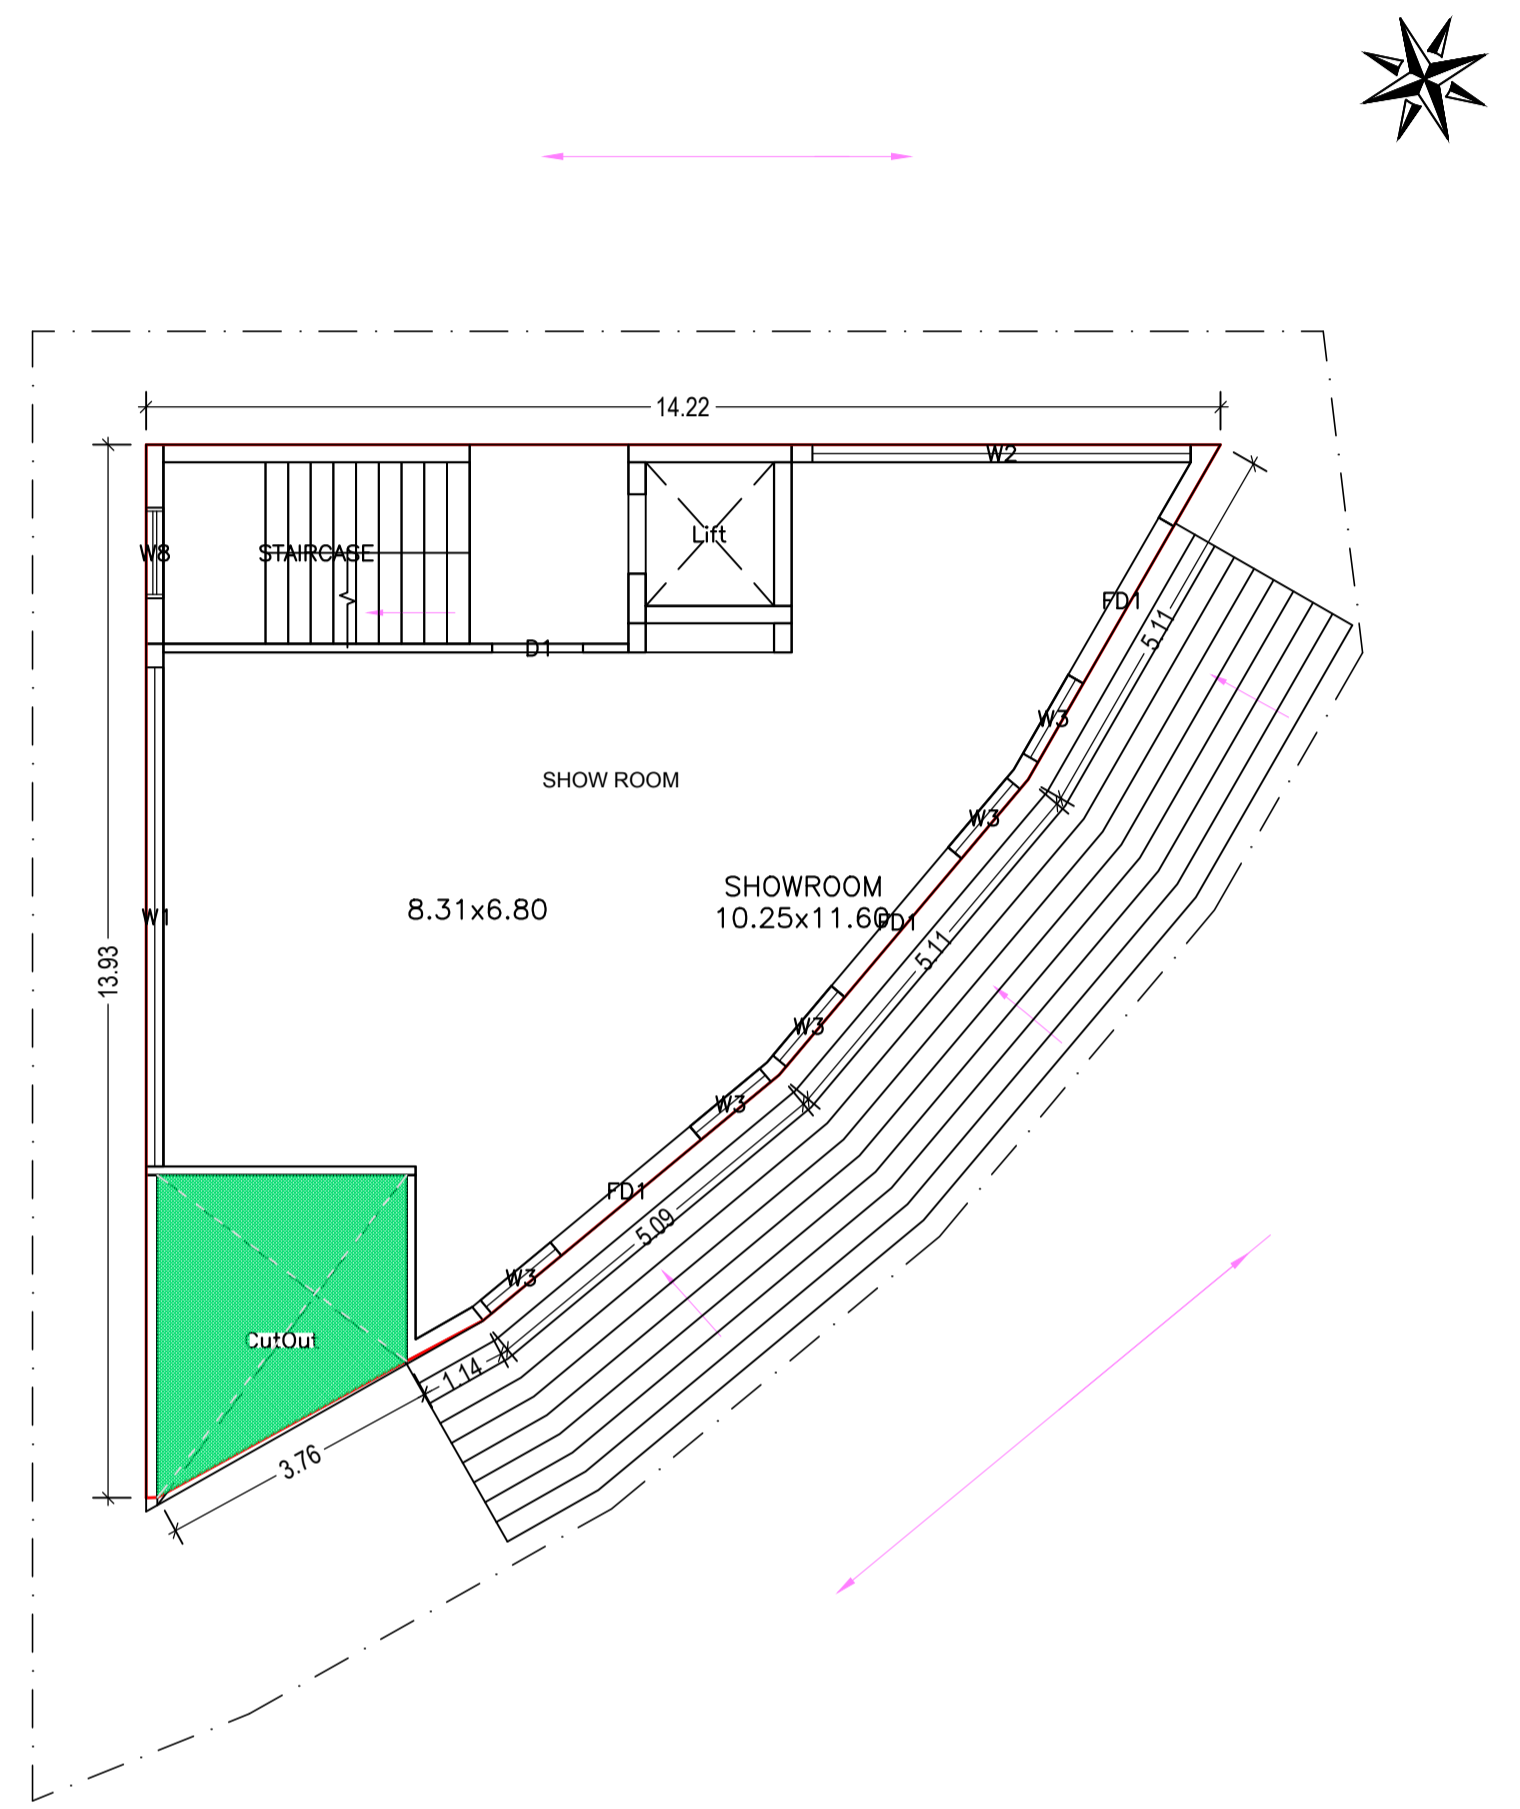 14.22
W2
Lift
W8
STAIRCASE
FD1
5.11
D1
W3
SHOW ROOM
W3
SHOWROOM
8.31x6.80
10.25x11.60
FD1
W1
5.11
13.93
W3
W3
FD1
5.09
W3
CutOut
1.14
3.76